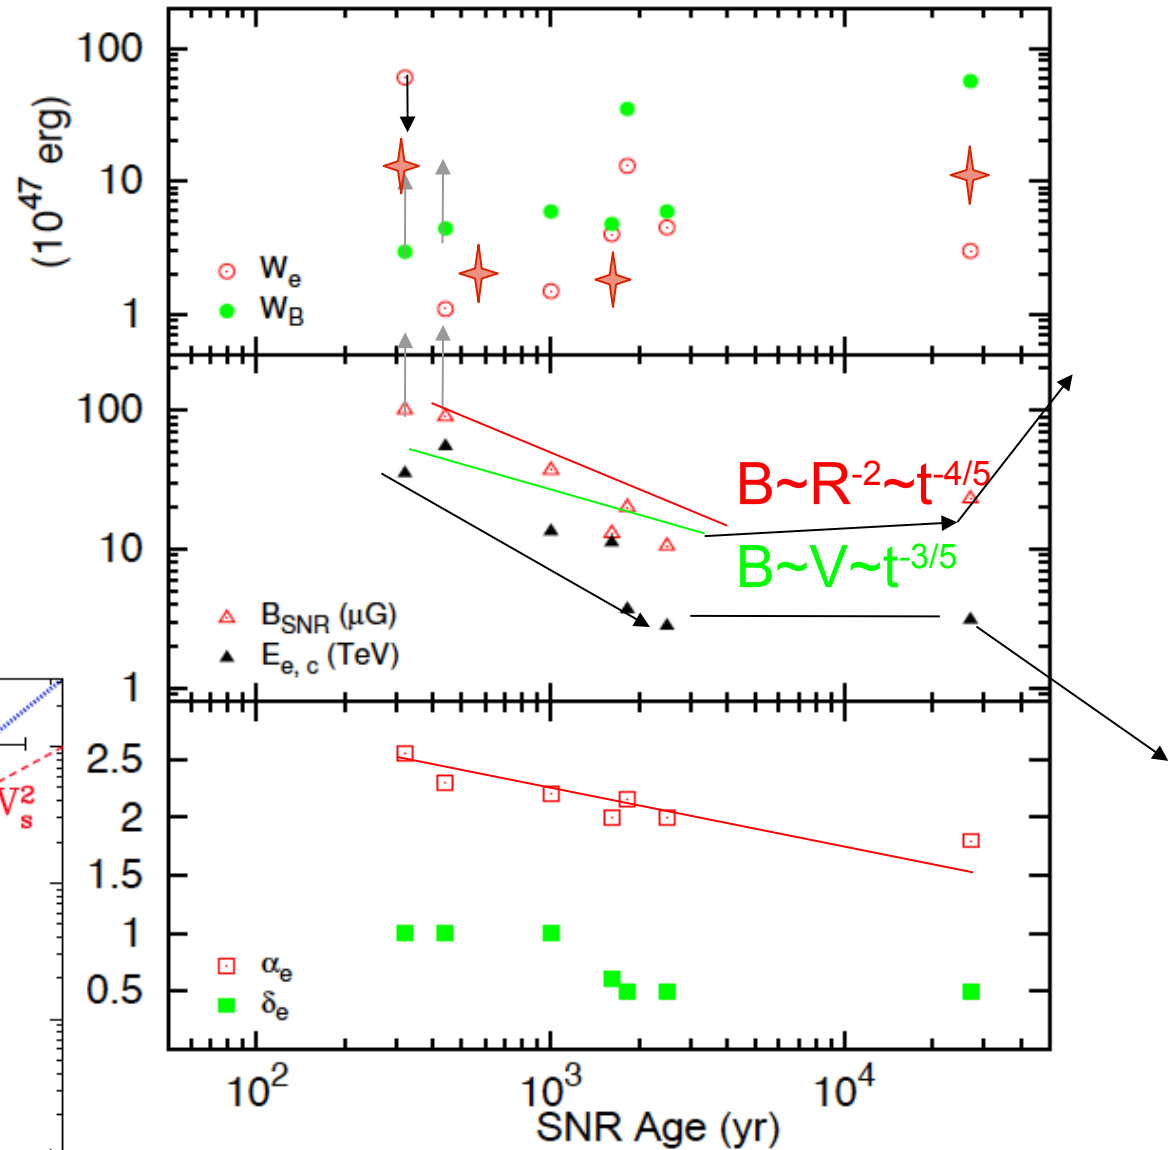 100
10
1
(10^47 erg)
W_e
W_B
100
10
1
B~R^-2~t^-4/5
B~V~t^-3/5
B_SNR (μG)
E_e, c (TeV)
2.5
2
1.5
1
0.5
α_e
δ_e
V_s^2
10^2
10^3
10^4
SNR Age (yr)